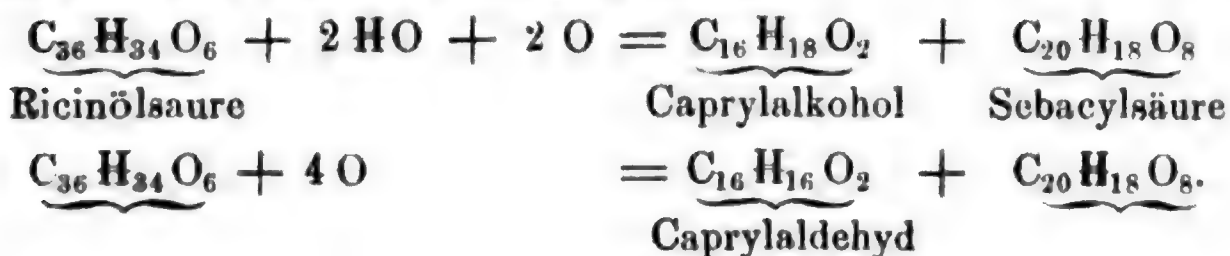 C₃₆H₃₄O₆ + 2 HO + 2 O = C₁₆H₁₈O₂ + C₂₀H₁₈O₈
Ricinölsaure Caprylalkohol Sebacylsäure
C₃₆H₃₄O₆ + 4 O = C₁₆H₁₆O₂ + C₂₀H₁₈O₈.
Caprylaldehyd